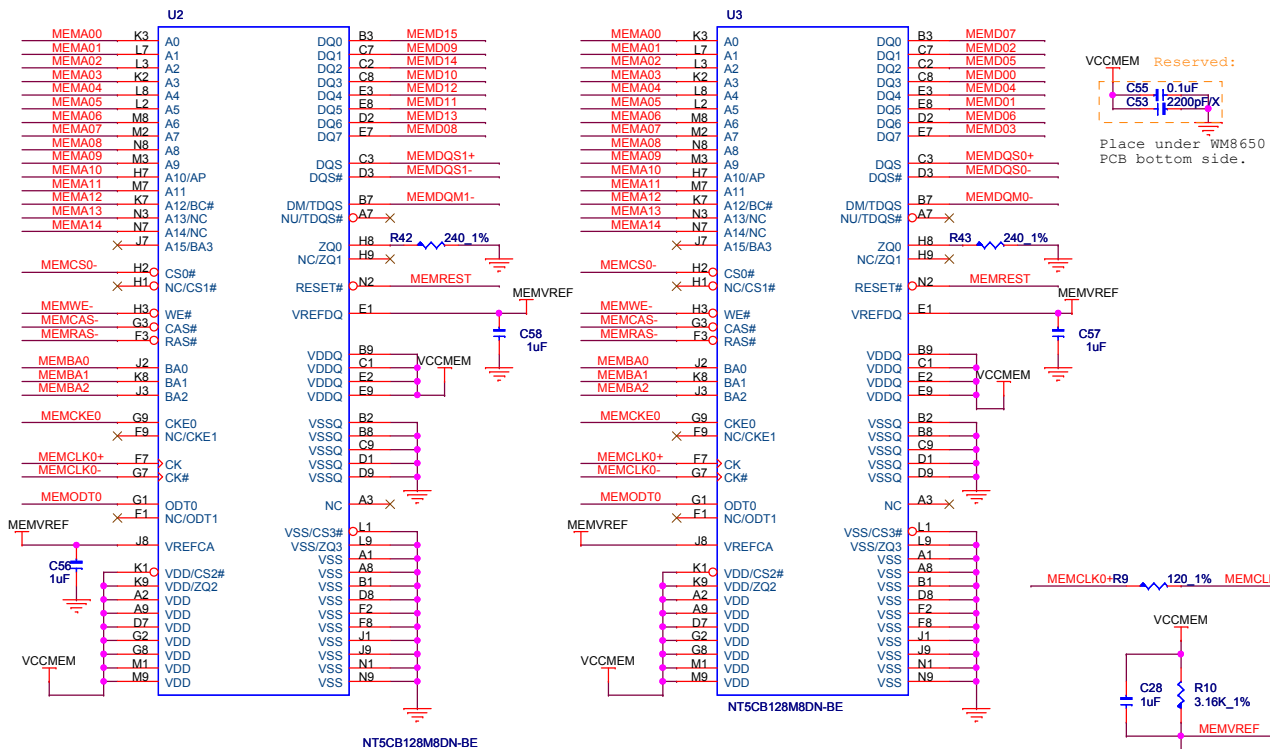 U2
MEMA00 K3 A0 DQ0 B3 MEMD15
MEMA01 L7 A1 DQ1 C7 MEMD09
MEMA02 L3 A2 DQ2 C2 MEMD14
MEMA03 K2 A3 DQ3 C8 MEMD10
MEMA04 L8 A4 DQ4 E3 MEMD12
MEMA05 L2 A5 DQ5 E8 MEMD11
MEMA06 M8 A6 DQ6 D2 MEMD13
MEMA07 M2 A7 DQ7 E7 MEMD08
MEMA08 N8 A8
MEMA09 M3 A9 DQS C3 MEMDQS1+
MEMA10 H7 A10/AP DQS# D3 MEMDQS1-
MEMA11 M7 A11
MEMA12 K7 A12/BC# DM/TDQS B7 MEMDQM1-
MEMA13 N3 A13/NC NU/TDQS# A7
MEMA14 N7 A14/NC
J7 A15/BA3 ZQ0 H8 R42 240_1%
NC/ZQ1 H9
MEMCS0- H2 CS0#
H1 NC/CS1# RESET# N2 MEMREST
MEMVREF
MEMWE- H3 WE# VREFDQ E1
MEMCAS- G3 CAS#
MEMRAS- F3 RAS#
C58
1uF
VDDQ B9
MEMBA0 J2 BA0 VDDQ C1 VCCMEM
MEMBA1 K8 BA1 VDDQ E2
MEMBA2 J3 BA2 VDDQ E9
MEMCKE0 G9 CKE0 VSSQ B2
F9 NC/CKE1 VSSQ B8
VSSQ C9
MEMCLK0+ F7 CK VSSQ D1
MEMCLK0- G7 CK# VSSQ D9
MEMODT0 G1 ODT0 NC A3
F1 NC/ODT1
MEMVREF
VSS/CS3# L1
J8 VREFCA VSS/ZQ3 L9
C56
1uF
VSS A1
K1 VDD/CS2# VSS A8
K9 VDD/ZQ2 VSS B1
A2 VDD VSS D8
A9 VDD VSS F2
D7 VDD VSS F8
G2 VDD VSS J1
G8 VDD VSS J9
VCCMEM
M1 VDD VSS N1
M9 VDD VSS N9
NT5CB128M8DN-BE
U3
MEMA00 K3 A0 DQ0 B3 MEMD07
MEMA01 L7 A1 DQ1 C7 MEMD02
MEMA02 L3 A2 DQ2 C2 MEMD05
MEMA03 K2 A3 DQ3 C8 MEMD00
MEMA04 L8 A4 DQ4 E3 MEMD04
MEMA05 L2 A5 DQ5 E8 MEMD01
MEMA06 M8 A6 DQ6 D2 MEMD06
MEMA07 M2 A7 DQ7 E7 MEMD03
MEMA08 N8 A8
MEMA09 M3 A9 DQS C3 MEMDQS0+
MEMA10 H7 A10/AP DQS# D3 MEMDQS0-
MEMA11 M7 A11
MEMA12 K7 A12/BC# DM/TDQS B7 MEMDQM0-
MEMA13 N3 A13/NC NU/TDQS# A7
MEMA14 N7 A14/NC
J7 A15/BA3 ZQ0 H8 R43 240_1%
NC/ZQ1 H9
MEMCS0- H2 CS0#
H1 NC/CS1# RESET# N2 MEMREST
MEMVREF
MEMWE- H3 WE# VREFDQ E1
MEMCAS- G3 CAS#
MEMRAS- F3 RAS#
C57
1uF
VDDQ B9
MEMBA0 J2 BA0 VDDQ C1
MEMBA1 K8 BA1 VDDQ E2 VCCMEM
MEMBA2 J3 BA2 VDDQ E9
MEMCKE0 G9 CKE0 VSSQ B2
F9 NC/CKE1 VSSQ B8
VSSQ C9
MEMCLK0+ F7 CK VSSQ D1
MEMCLK0- G7 CK# VSSQ D9
MEMODT0 G1 ODT0 NC A3
F1 NC/ODT1
MEMVREF
VSS/CS3# L1
J8 VREFCA VSS/ZQ3 L9
VSS A1
K1 VDD/CS2# VSS A8
K9 VDD/ZQ2 VSS B1
A2 VDD VSS D8
A9 VDD VSS F2
D7 VDD VSS F8
G2 VDD VSS J1
G8 VDD VSS J9
VCCMEM
M1 VDD VSS N1
M9 VDD VSS N9
NT5CB128M8DN-BE
VCCMEM Reserved:
C55 0.1uF
C53 2200pF/X
Place under WM8650
PCB bottom side.
MEMCLK0+ R9 120_1% MEMCL
VCCMEM
C28
1uF
R10
3.16K_1%
MEMVREF